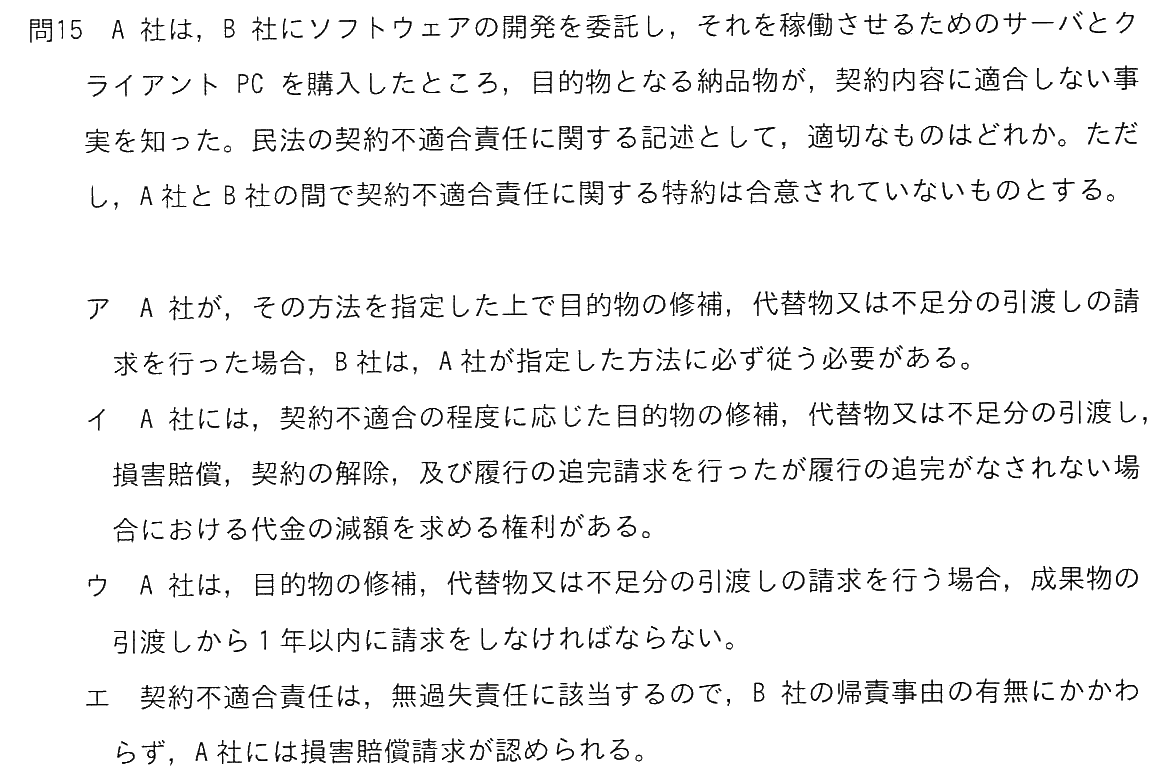 問15 A 社は，B 社にソフトウェアの開発を委託し，それを稼働させるためのサーバとク
ライアント PC を購入したところ，目的物となる納品物が，契約内容に適合しない事
実を知った。民法の契約不適合責任に関する記述として，適切なものはどれか。ただ
し，A 社と B 社の間で契約不適合責任に関する特約は合意されていないものとする。
ア A 社が，その方法を指定した上で目的物の修補，代替物又は不足分の引渡しの請
求を行った場合，B 社は，A 社が指定した方法に必ず従う必要がある。
イ A 社には，契約不適合の程度に応じた目的物の修補，代替物又は不足分の引渡し，
損害賠償，契約の解除，及び履行の追完請求を行ったが履行の追完がなされない場
合における代金の減額を求める権利がある。
ウ A 社は，目的物の修補，代替物又は不足分の引渡しの請求を行う場合，成果物の
引渡しから 1 年以内に請求をしなければならない。
エ 契約不適合責任は，無過失責任に該当するので，B 社の帰責事由の有無にかかわ
らず，A 社には損害賠償請求が認められる。